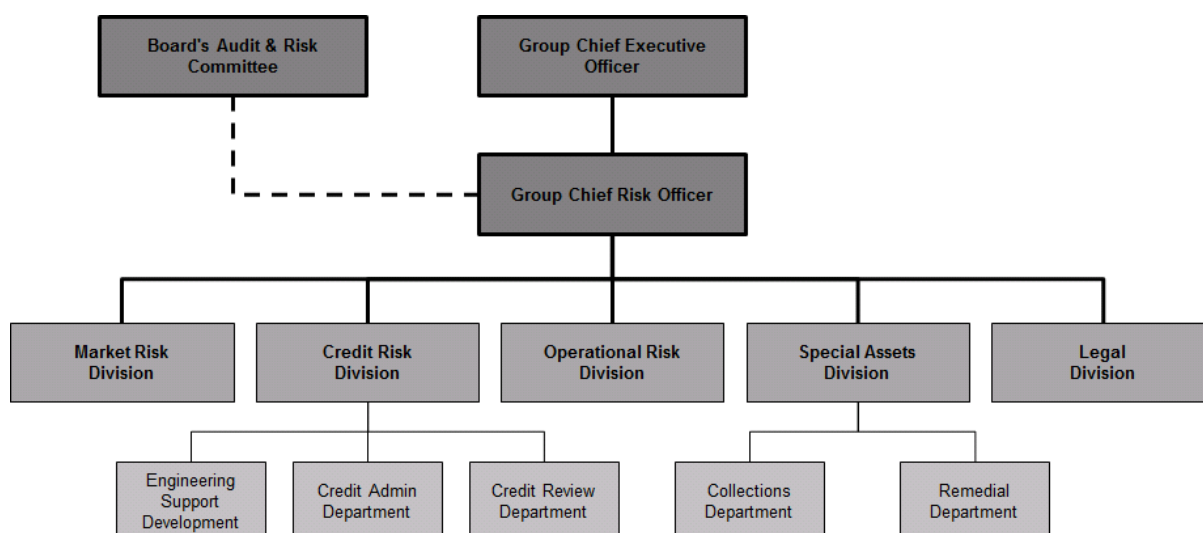 Board's Audit & Risk
Committee
Group Chief Executive
Officer
Group Chief Risk Officer
Market Risk
Division
Credit Risk
Division
Operational Risk
Division
Special Assets
Division
Legal
Division
Engineering
Support
Development
Credit Admin
Department
Credit Review
Department
Collections
Department
Remedial
Department